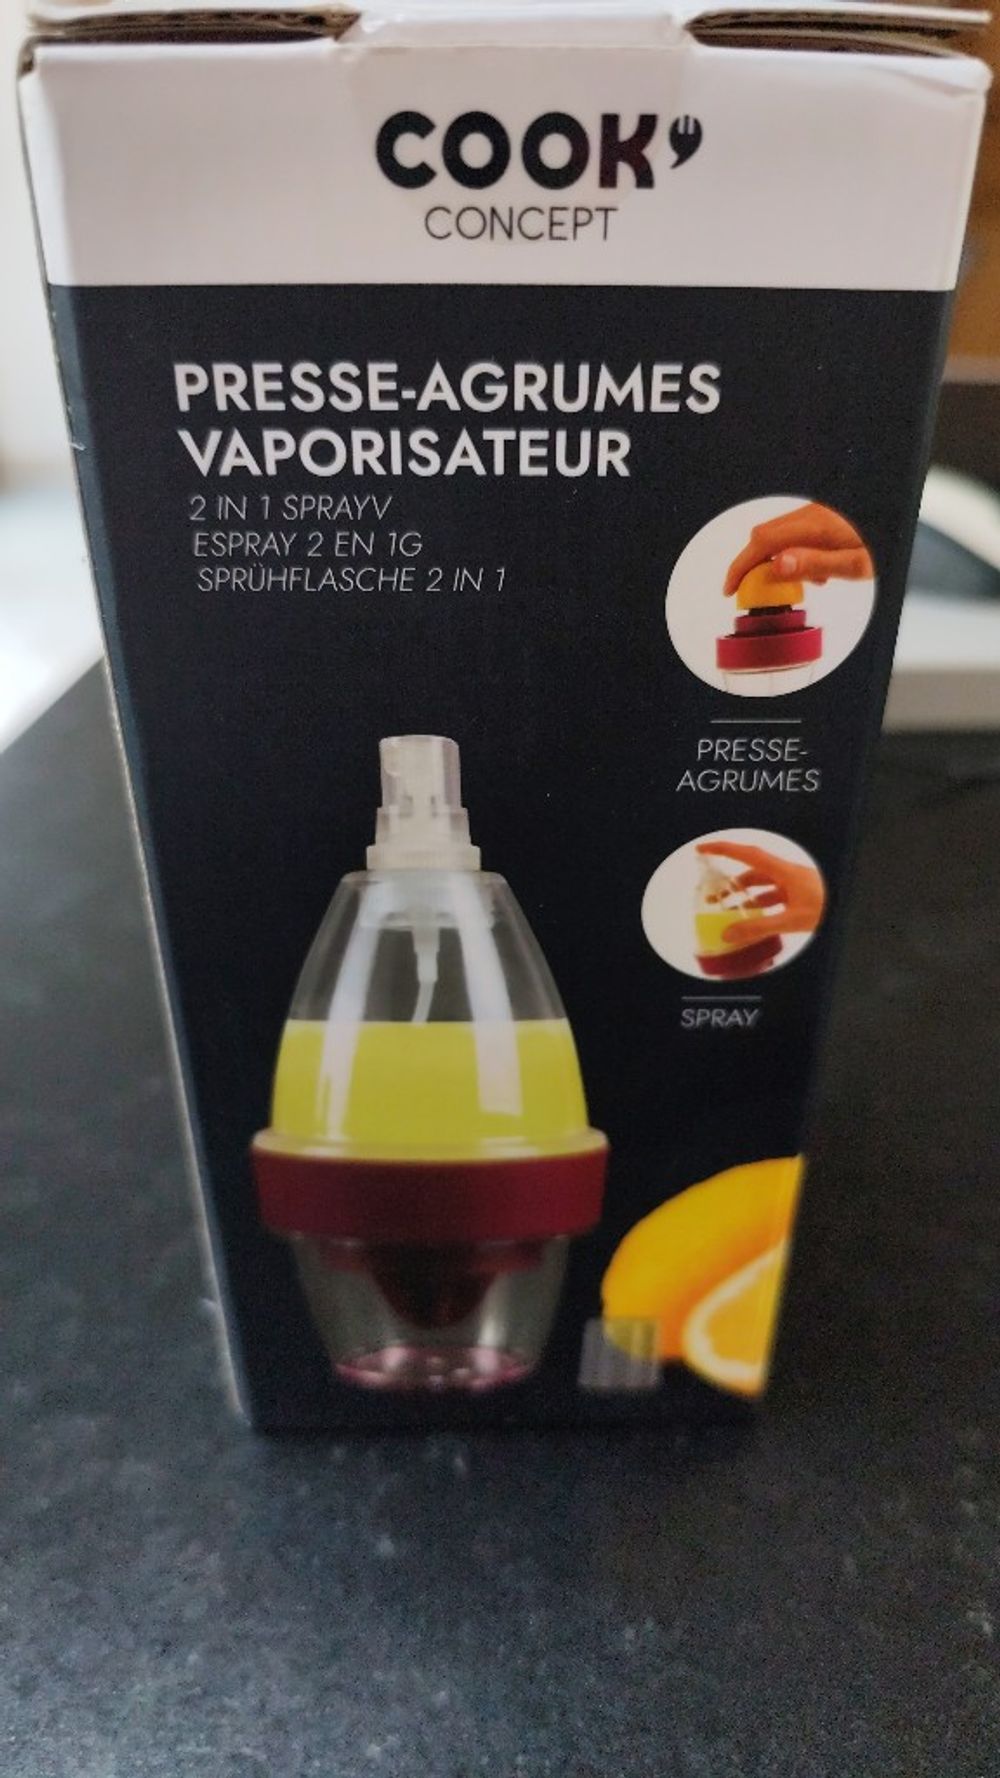 COOK'
CONCEPT
PRESSE-AGRUMES
VAPORISATEUR
2 IN 1 SPRAYV
ESPRAY 2 EN 1G
SPRÜHFLASCHE 2 IN 1
PRESSE-
AGRUMES
SPRAY